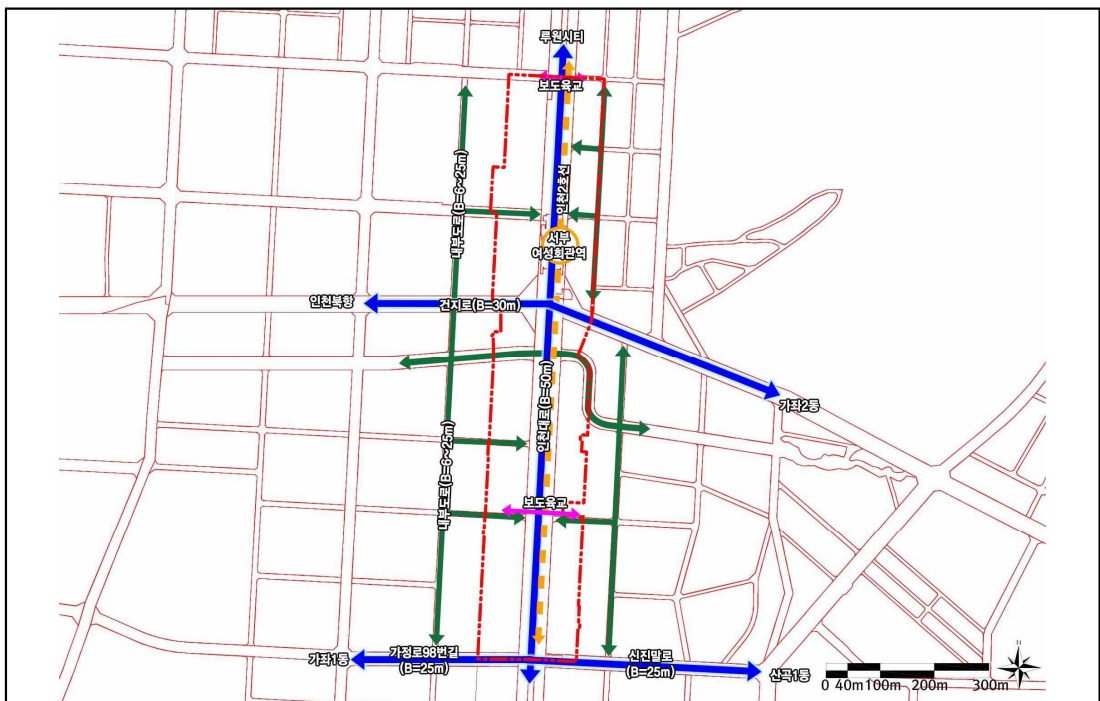 루원시티
보도육교
내부도로(B=6~25m)
인천2호선
서부
여성회관역
인천북항
건지로(B=30m)
인천대로(B=50m)
가좌2동
내부도로(B=6~25m)
보도육교
가좌1동
가정로98번길
(B=25m)
신진말로
(B=25m)
산곡1동
N
0 40m100m 200m 300m